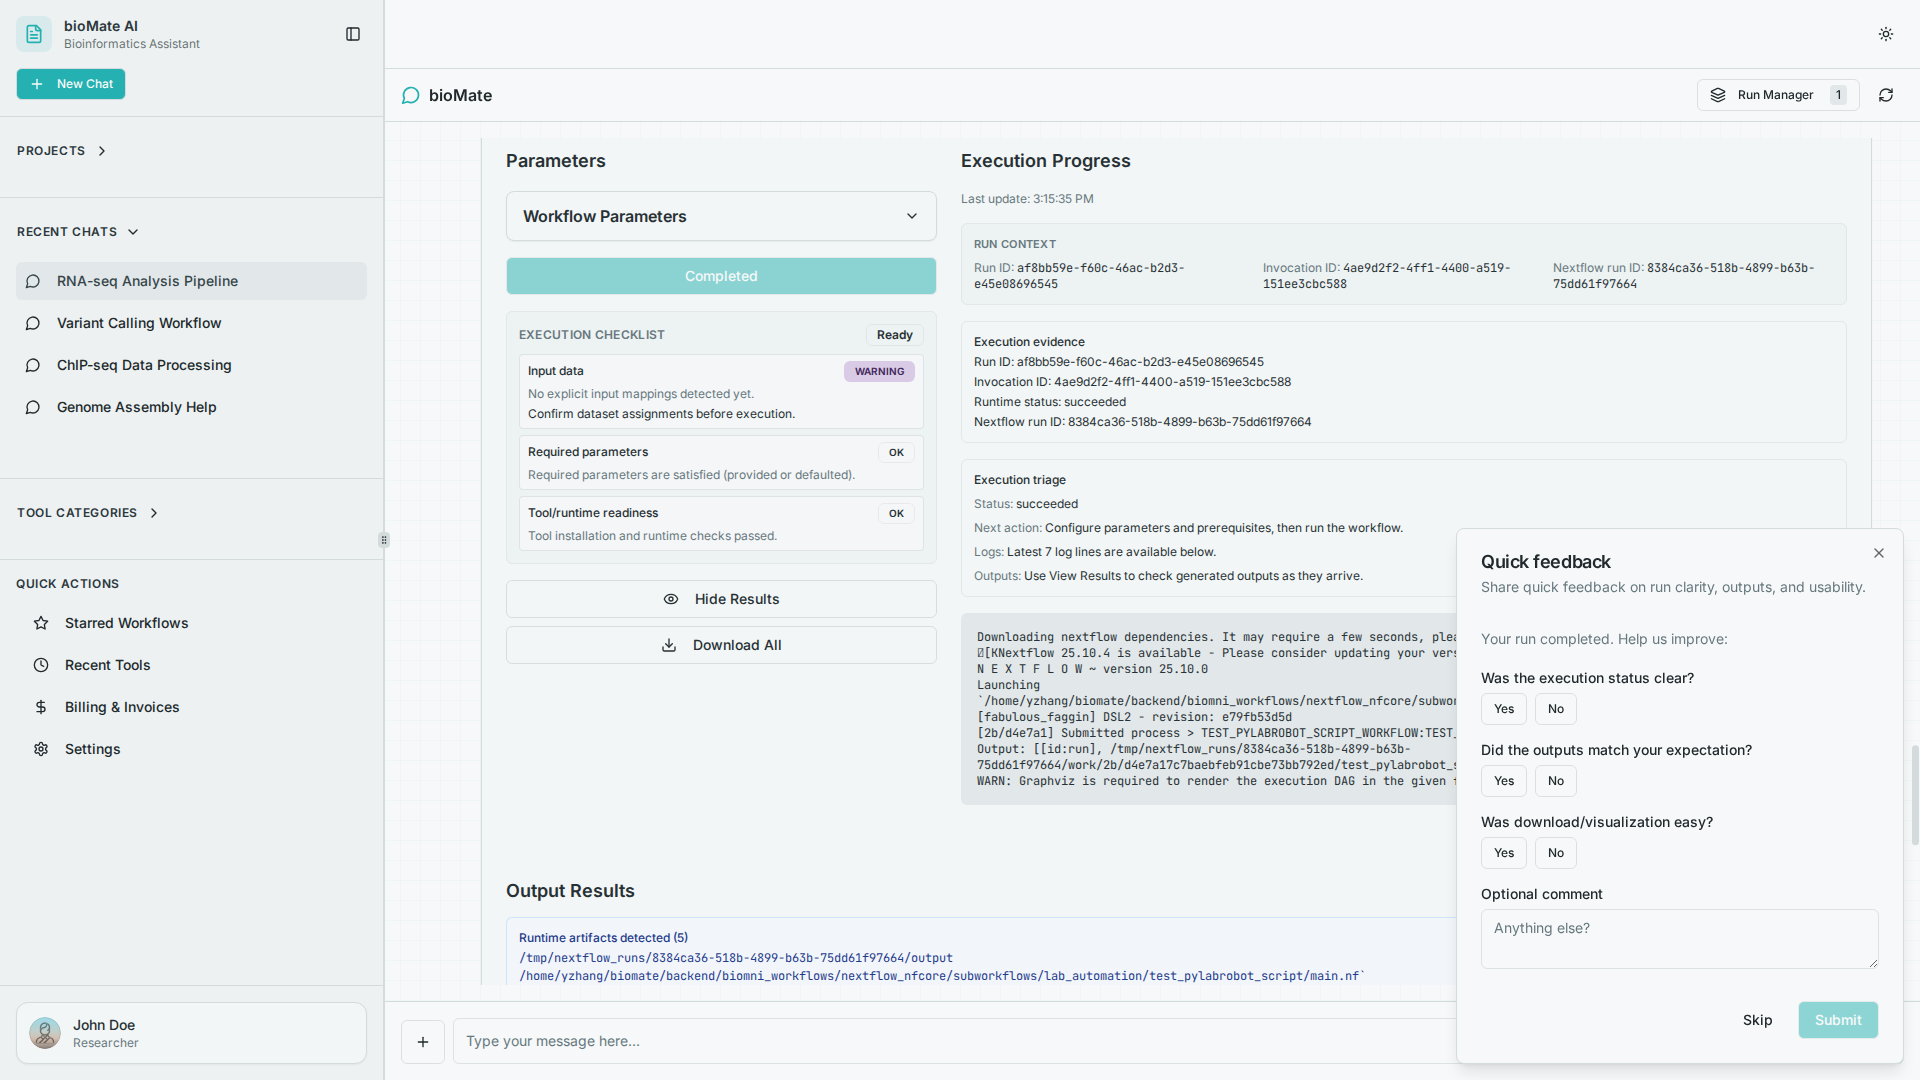 bioMate AI
Bioinformatics Assistant
New Chat
PROJECTS
RECENT CHATS
RNA-seq Analysis Pipeline
Variant Calling Workflow
ChIP-seq Data Processing
Genome Assembly Help
TOOL CATEGORIES
QUICK ACTIONS
Starred Workflows
Recent Tools
Billing & Invoices
Settings
John Doe
Researcher
bioMate
Run Manager 1
Parameters
Workflow Parameters
Completed
EXECUTION CHECKLIST Ready
Input data WARNING
No explicit input mappings detected yet.
Confirm dataset assignments before execution.
Required parameters OK
Required parameters are satisfied (provided or defaulted).
Tool/runtime readiness OK
Tool installation and runtime checks passed.
Hide Results
Download All
Execution Progress
Last update: 3:15:35 PM
RUN CONTEXT
Run ID: af8bb59e-f60c-46ac-b2d3-
e45e08696545
Invocation ID: 4ae9d2f2-4ff1-4400-a519-
151ee3cbc588
Nextflow run ID: 8384ca36-518b-4899-b63b-
75dd61f97664
Execution evidence
Run ID: af8bb59e-f60c-46ac-b2d3-e45e08696545
Invocation ID: 4ae9d2f2-4ff1-4400-a519-151ee3cbc588
Runtime status: succeeded
Nextflow run ID: 8384ca36-518b-4899-b63b-75dd61f97664
Execution triage
Status: succeeded
Next action: Configure parameters and prerequisites, then run the workflow.
Logs: Latest 7 log lines are available below.
Outputs: Use View Results to check generated outputs as they arrive.
Downloading nextflow dependencies. It may require a few seconds,
[KNextflow 25.10.4 is available - Please consider updating your
N E X T F L O W ~ version 25.10.0
Launching
`/home/yzhang/biomate/backend/biomni_workflows/nextflow_nfcore/subwor
[fabulous_faggin] DSL2 - revision: e79fb53d5d
[2b/d4e7a1] Submitted process > TEST_PYLABROBOT_SCRIPT_WORKFLOW:TEST_
Output: [[id:run], /tmp/nextflow_runs/8384ca36-518b-4899-b63b-
75dd61f97664/work/2b/d4e7a17c7baebfeb91cbe73bb792ed/test_pylabrobot_s
WARN: Graphviz is required to render the execution DAG in the given
Output Results
Runtime artifacts detected (5)
/tmp/nextflow_runs/8384ca36-518b-4899-b63b-75dd61f97664/output
/home/yzhang/biomate/backend/biomni_workflows/nextflow_nfcore/subworkflows/lab_automation/test_pylabrobot_script/main.nf`
Type your message here...
Quick feedback
Share quick feedback on run clarity, outputs, and usability.
Your run completed. Help us improve:
Was the execution status clear?
Yes No
Did the outputs match your expectation?
Yes No
Was download/visualization easy?
Yes No
Optional comment
Anything else?
Skip Submit